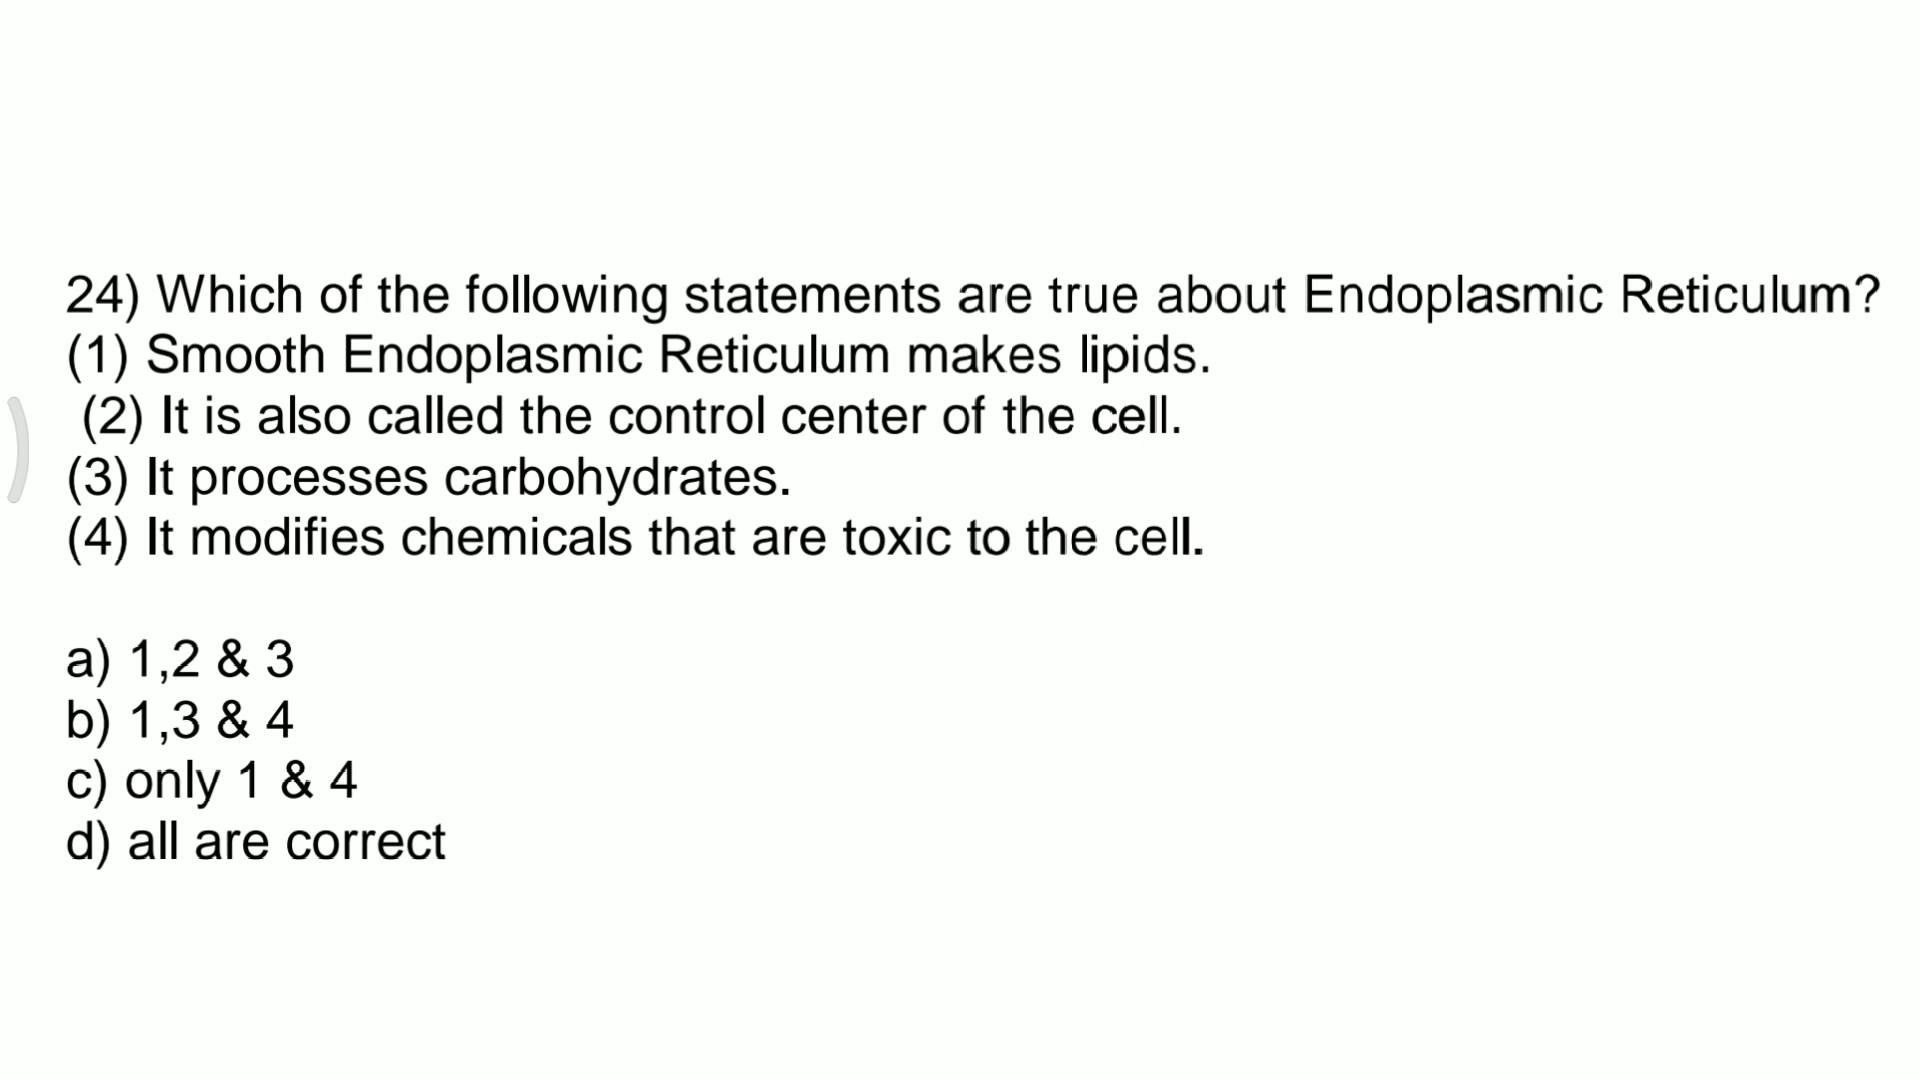 24) Which of the following statements are true about Endoplasmic Reticulum?
(1) Smooth Endoplasmic Reticulum makes lipids.
(2) It is also called the control center of the cell.
(3) It processes carbohydrates.
(4) It modifies chemicals that are toxic to the cell.
a) 1,2 & 3
b) 1,3 & 4
c) only 1 & 4
d) all are correct